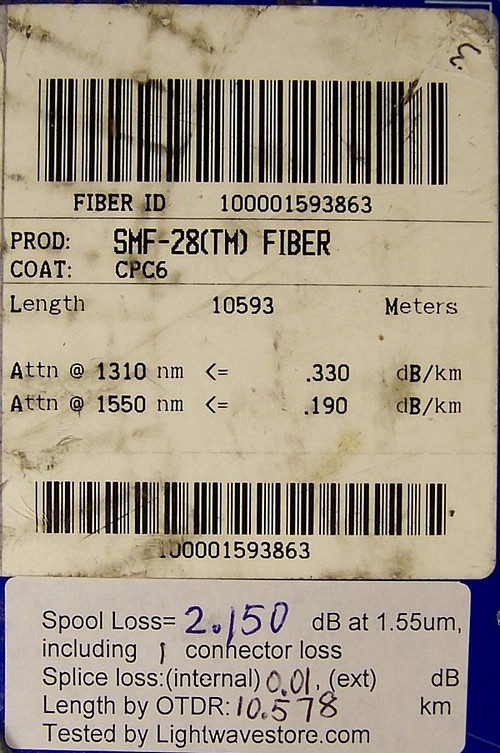 3
FIBER ID 100001593863
PROD: SMF-28(TM) FIBER
COAT: CPC6
Length 10593 Meters
Attn @ 1310 nm <= .330 dB/km
Attn @ 1550 nm <= .190 dB/km
100001593863
Spool Loss= 2.150 dB at 1.55um,
including 1 connector loss
Splice loss:(internal) 0.01, (ext) dB
Length by OTDR: 10.578 km
Tested by Lightwavestore.com